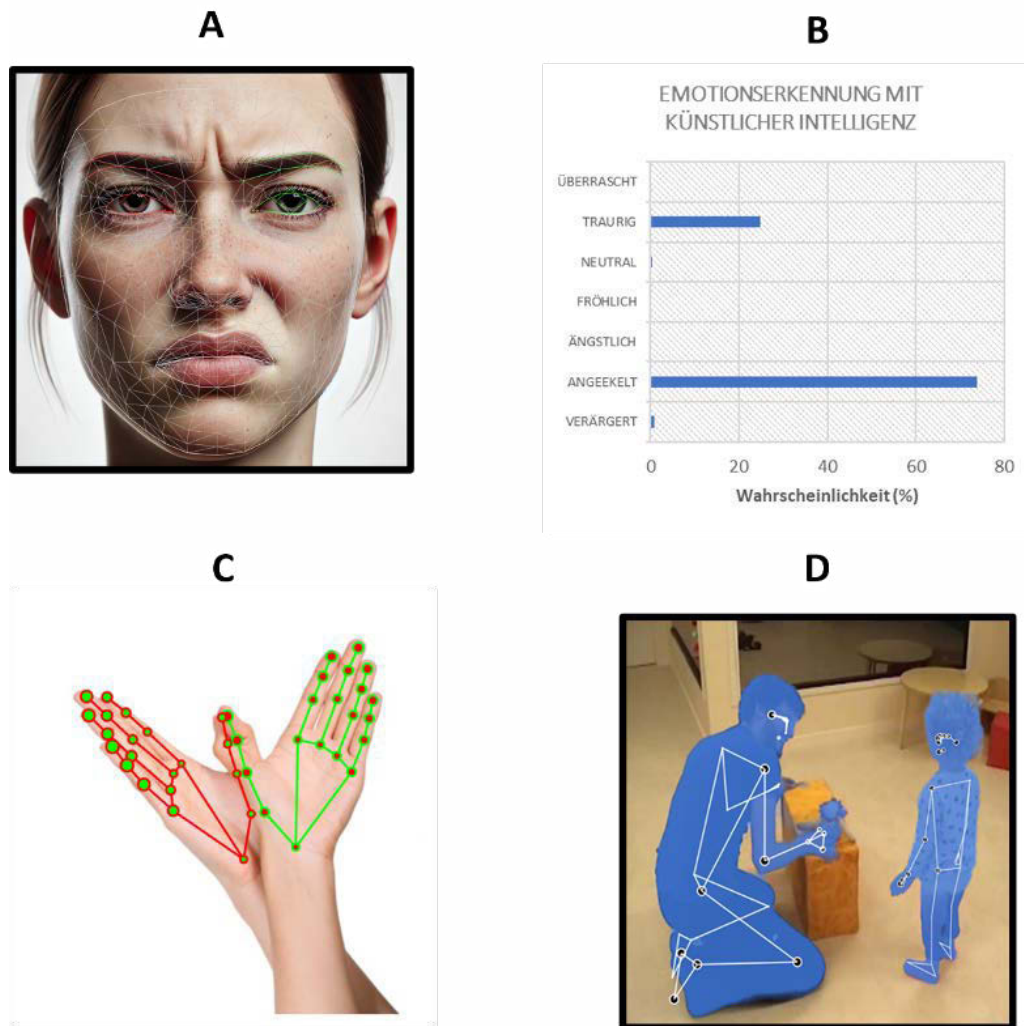 A
B
EMOTIONSERKENNUNG MIT
KÜNSTLICHER INTELLIGENZ
ÜBERRASCHT
TRAURIG
NEUTRAL
FRÖHLICH
ÄNGSTLICH
ANGEEKELT
VERÄRGERT
0 20 40 60 80
Wahrscheinlichkeit (%)
C
D